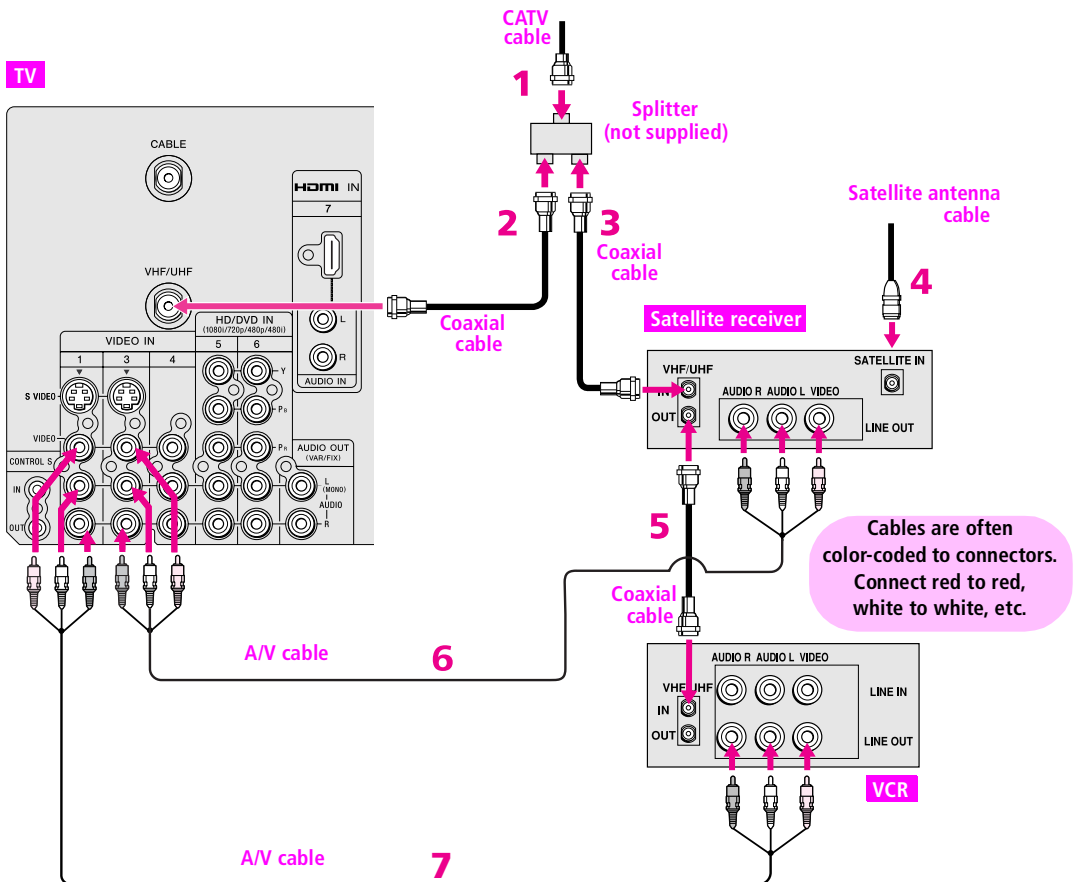 CATV
cable
1
TV
Splitter
(not supplied)
CABLE
HDMI IN
7
2
3
Satellite antenna
cable
Coaxial
cable
4
VHF/UHF
L
R
AUDIO IN
Coaxial
cable
Satellite receiver
HD/DVD IN
(1080i/720p/480p/480i)
5 6
VIDEO IN
1 3 4
Y
PB
PR
S VIDEO
VIDEO
CONTROL S
IN
OUT
AUDIO OUT
(VAR/FIX)
L
(MONO)
AUDIO
R
VHF/UHF
IN
OUT
AUDIO R AUDIO L VIDEO
SATELLITE IN
LINE OUT
5
Cables are often
color-coded to connectors.
Connect red to red,
white to white, etc.
Coaxial
cable
A/V cable
6
AUDIO R AUDIO L VIDEO
VHF/UHF
IN
OUT
LINE IN
LINE OUT
VCR
A/V cable
7